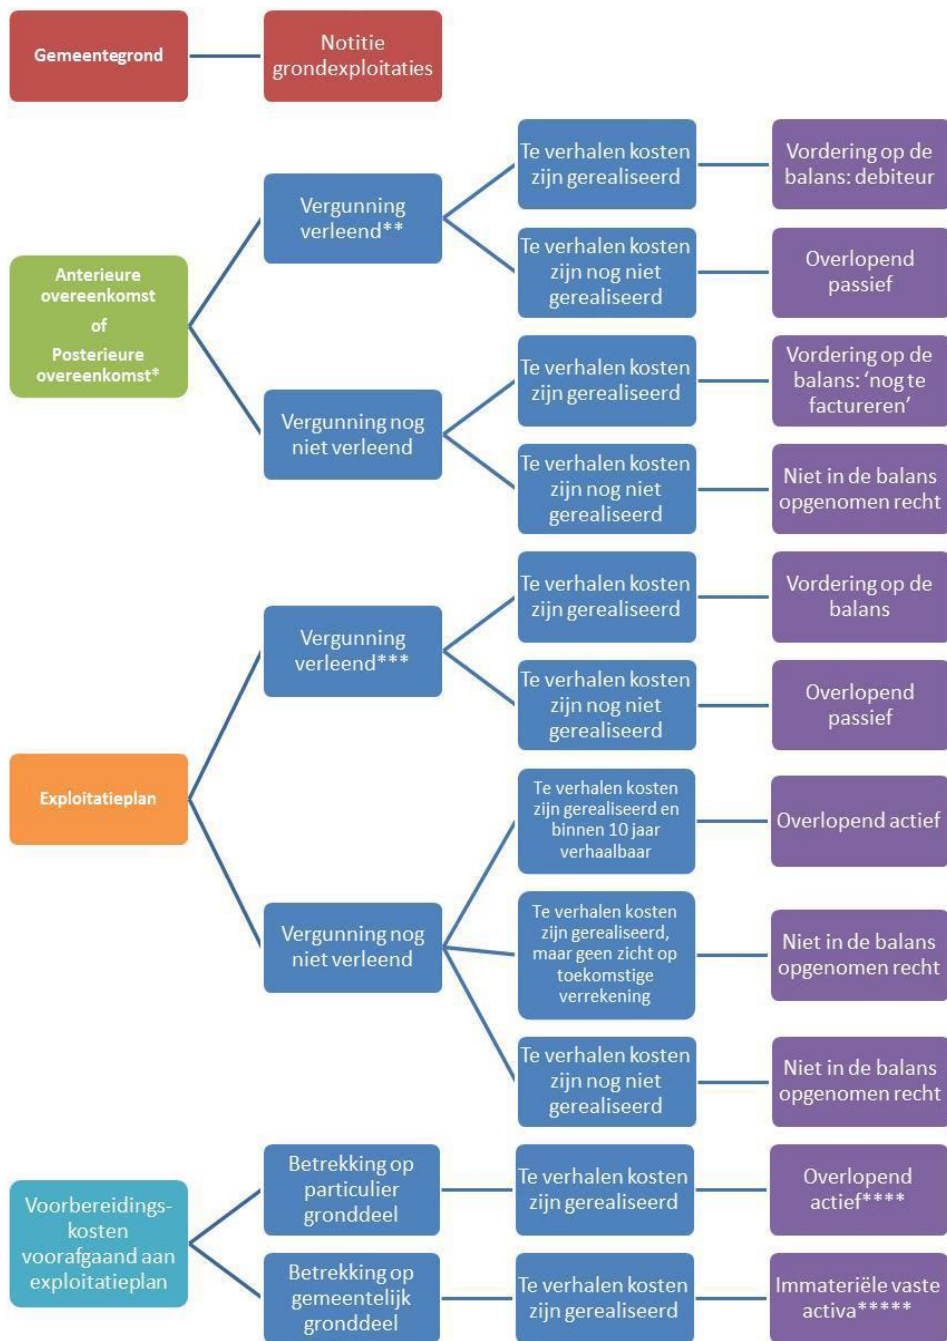 Gemeentegrond
Notitie
grondexploitaties
Anterieure
overeenkomst
of
Posterieure
overeenkomst*
Vergunning
verleend**
Te verhalen kosten
zijn gerealiseerd
Vordering op de
balans: debiteur
Te verhalen kosten
zijn nog niet
gerealiseerd
Overlopend
passief
Vergunning nog
niet verleend
Te verhalen kosten
zijn gerealiseerd
Vordering op de
balans: ‘nog te
factureren’
Te verhalen kosten
zijn nog niet
gerealiseerd
Niet in de balans
opgenomen recht
Exploitatieplan
Vergunning
verleend***
Te verhalen kosten
zijn gerealiseerd
Vordering op de
balans
Te verhalen kosten
zijn nog niet
gerealiseerd
Overlopend
passief
Vergunning nog
niet verleend
Te verhalen kosten
zijn gerealiseerd en
binnen 10 jaar
verhaalbaar
Overlopend actief
Te verhalen kosten
zijn gerealiseerd,
maar geen zicht op
toekomstige
verrekening
Niet in de balans
opgenomen recht
Te verhalen kosten
zijn nog niet
gerealiseerd
Niet in de balans
opgenomen recht
Voorbereidings-
kosten
voorafgaand aan
exploitatieplan
Betrekking op
particulier
gronddeel
Te verhalen kosten
zijn gerealiseerd
Overlopend
actief****
Betrekking op
gemeentelijk
gronddeel
Te verhalen kosten
zijn gerealiseerd
Immateriële vaste
activa*****